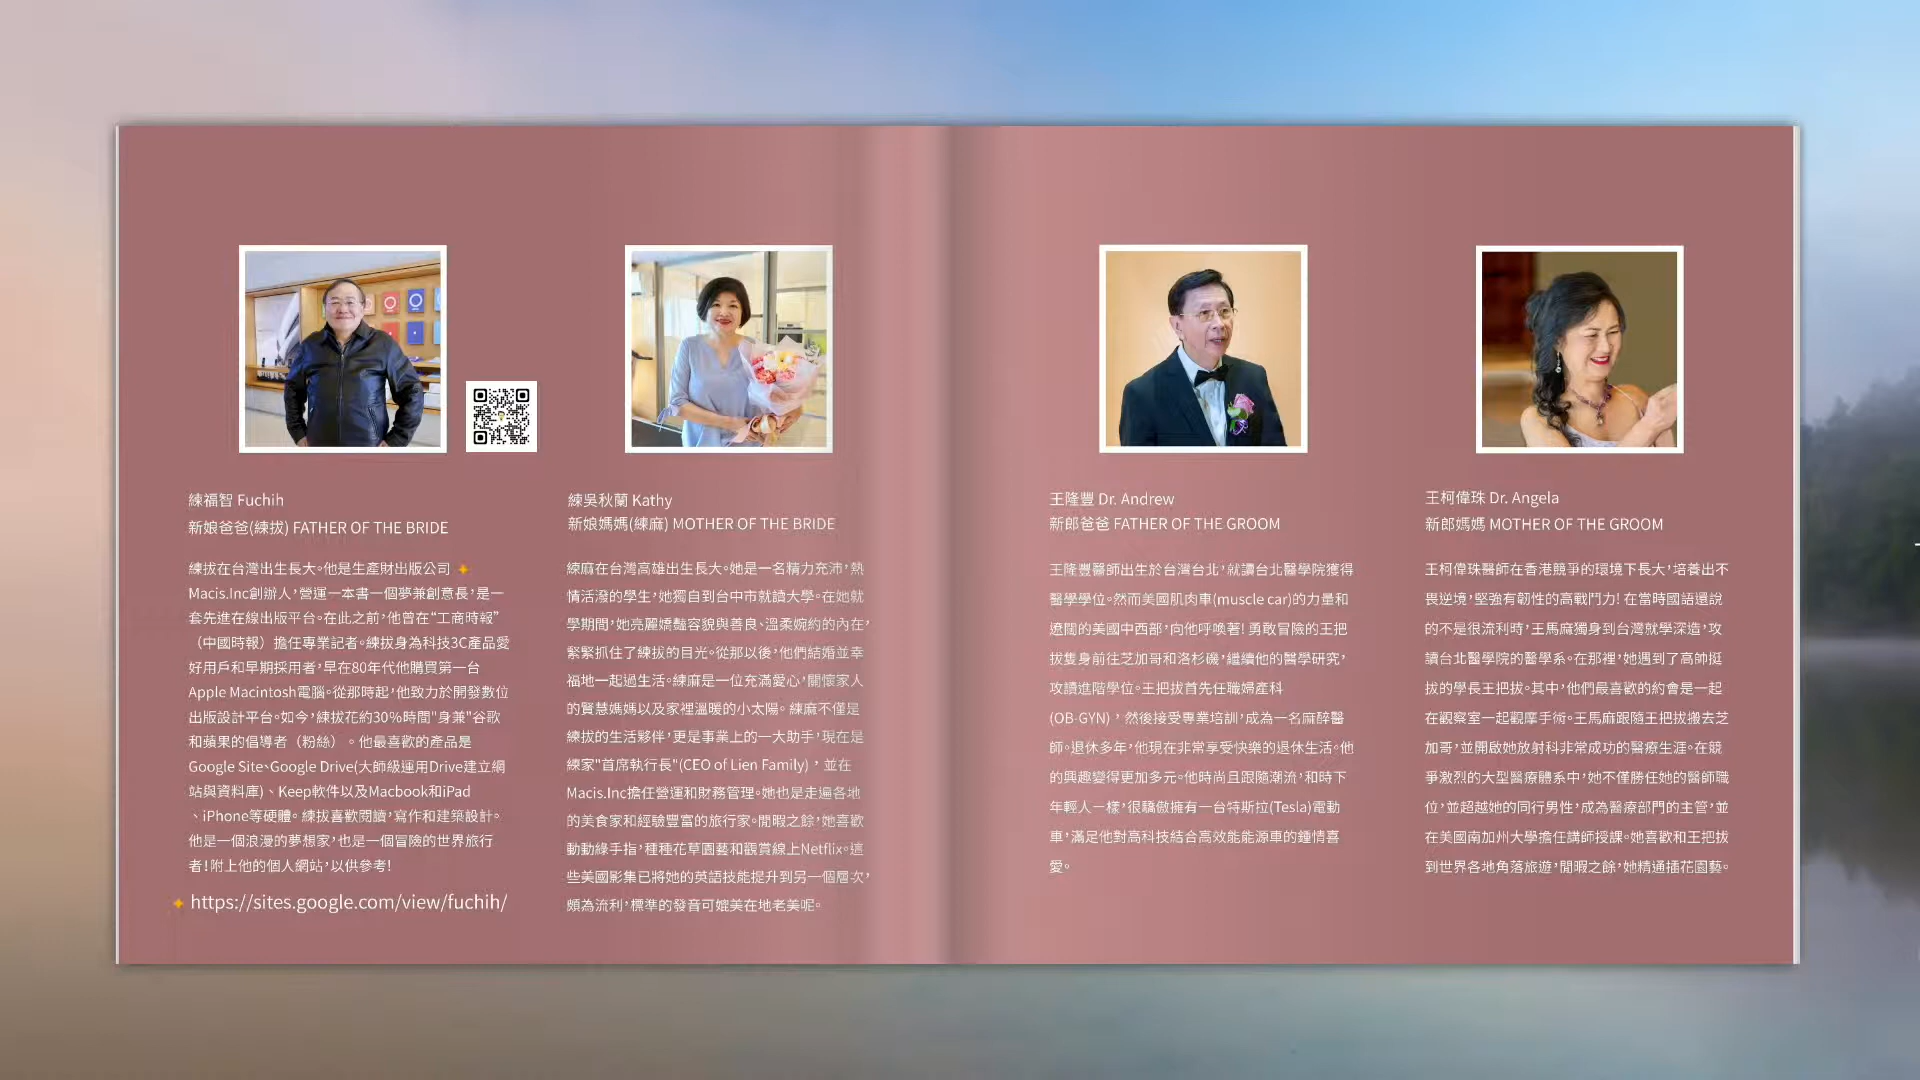 練福智 Fuchih
新娘爸爸(練拔) FATHER OF THE BRIDE
練拔在台灣出生長大。他是生產財出版公司
Macis.Inc創辦人,營運一本書一個夢兼創意長,是一
套先進在線出版平台。在此之前,他曾在“工商時報”
（中國時報）擔任專業記者。練拔身為科技3C產品愛
好用戶和早期採用者,早在80年代他購買第一台
Apple Macintosh電腦。從那時起,他致力於開發數位
出版設計平台。如今,練拔花約30%時間"身兼"谷歌
和蘋果的倡導者（粉絲）。他最喜歡的產品是
Google Site、Google Drive(大師級運用Drive建立網
站與資料庫)、Keep軟件以及Macbook和iPad
、iPhone等硬體。練拔喜歡閱讀,寫作和建築設計。
他是一個浪漫的夢想家,也是一個冒險的世界旅行
者!附上他的個人網站,以供參考!
https://sites.google.com/view/fuchih/
練吳秋蘭 Kathy
新娘媽媽(練麻) MOTHER OF THE BRIDE
練麻在台灣高雄出生長大。她是一名精力充沛,熱
情活潑的學生,她獨自到台中市就讀大學。在她就
學期間,她亮麗嬌豔容貌與善良、溫柔婉約的內在,
緊緊抓住了練拔的目光。從那以後,他們結婚並幸
福地一起過生活。練麻是一位充滿愛心,關懷家人
的賢慧媽媽以及家裡溫暖的小太陽。練麻不僅是
練拔的生活夥伴,更是事業上的一大助手,現在是
練家"首席執行長"(CEO of Lien Family)，並在
Macis.Inc擔任營運和財務管理。她也是走遍各地
的美食家和經驗豐富的旅行家。閒暇之餘,她喜歡
動動綠手指,種種花草園藝和觀賞線上Netflix。這
些美國影集已將她的英語技能提升到另一個層次,
頗為流利,標準的發音可媲美在地老美呢。
王隆豐 Dr. Andrew
新郎爸爸 FATHER OF THE GROOM
王隆豐醫師出生於台灣台北,就讀台北醫學院獲得
醫學學位。然而美國肌肉車(muscle car)的力量和
遼闊的美國中西部,向他呼喚著!勇敢冒險的王把
拔隻身前往芝加哥和洛杉磯,繼續他的醫學研究,
攻讀進階學位。王把拔首先任職婦產科
(OB-GYN)，然後接受專業培訓,成為一名麻醉醫
師。退休多年,他現在非常享受快樂的退休生活。他
的興趣變得更加多元。他時尚且跟隨潮流,和時下
年輕人一樣,很驕傲擁有一台特斯拉(Tesla)電動
車,滿足他對高科技結合高效能能源車的鍾情喜
愛。
王柯偉珠 Dr. Angela
新郎媽媽 MOTHER OF THE GROOM
王柯偉珠醫師在香港競爭的環境下長大,培養出不
畏逆境,堅強有韌性的高戰鬥力!在當時國語還說
的不是很流利時,王馬麻獨身到台灣就學深造,攻
讀台北醫學院的醫學系。在那裡,她遇到了高帥挺
拔的學長王把拔。其中,他們最喜歡的約會是一起
在觀察室一起觀摩手術。王馬麻跟隨王把拔搬去芝
加哥,並開啟她放射科非常成功的醫療生涯。在競
爭激烈的大型醫療體系中,她不僅勝任她的醫師職
位,並超越她的同行男性,成為醫療部門的主管,並
在美國南加州大學擔任講師授課。她喜歡和王把拔
到世界各地角落旅遊,閒暇之餘,她精通插花園藝。